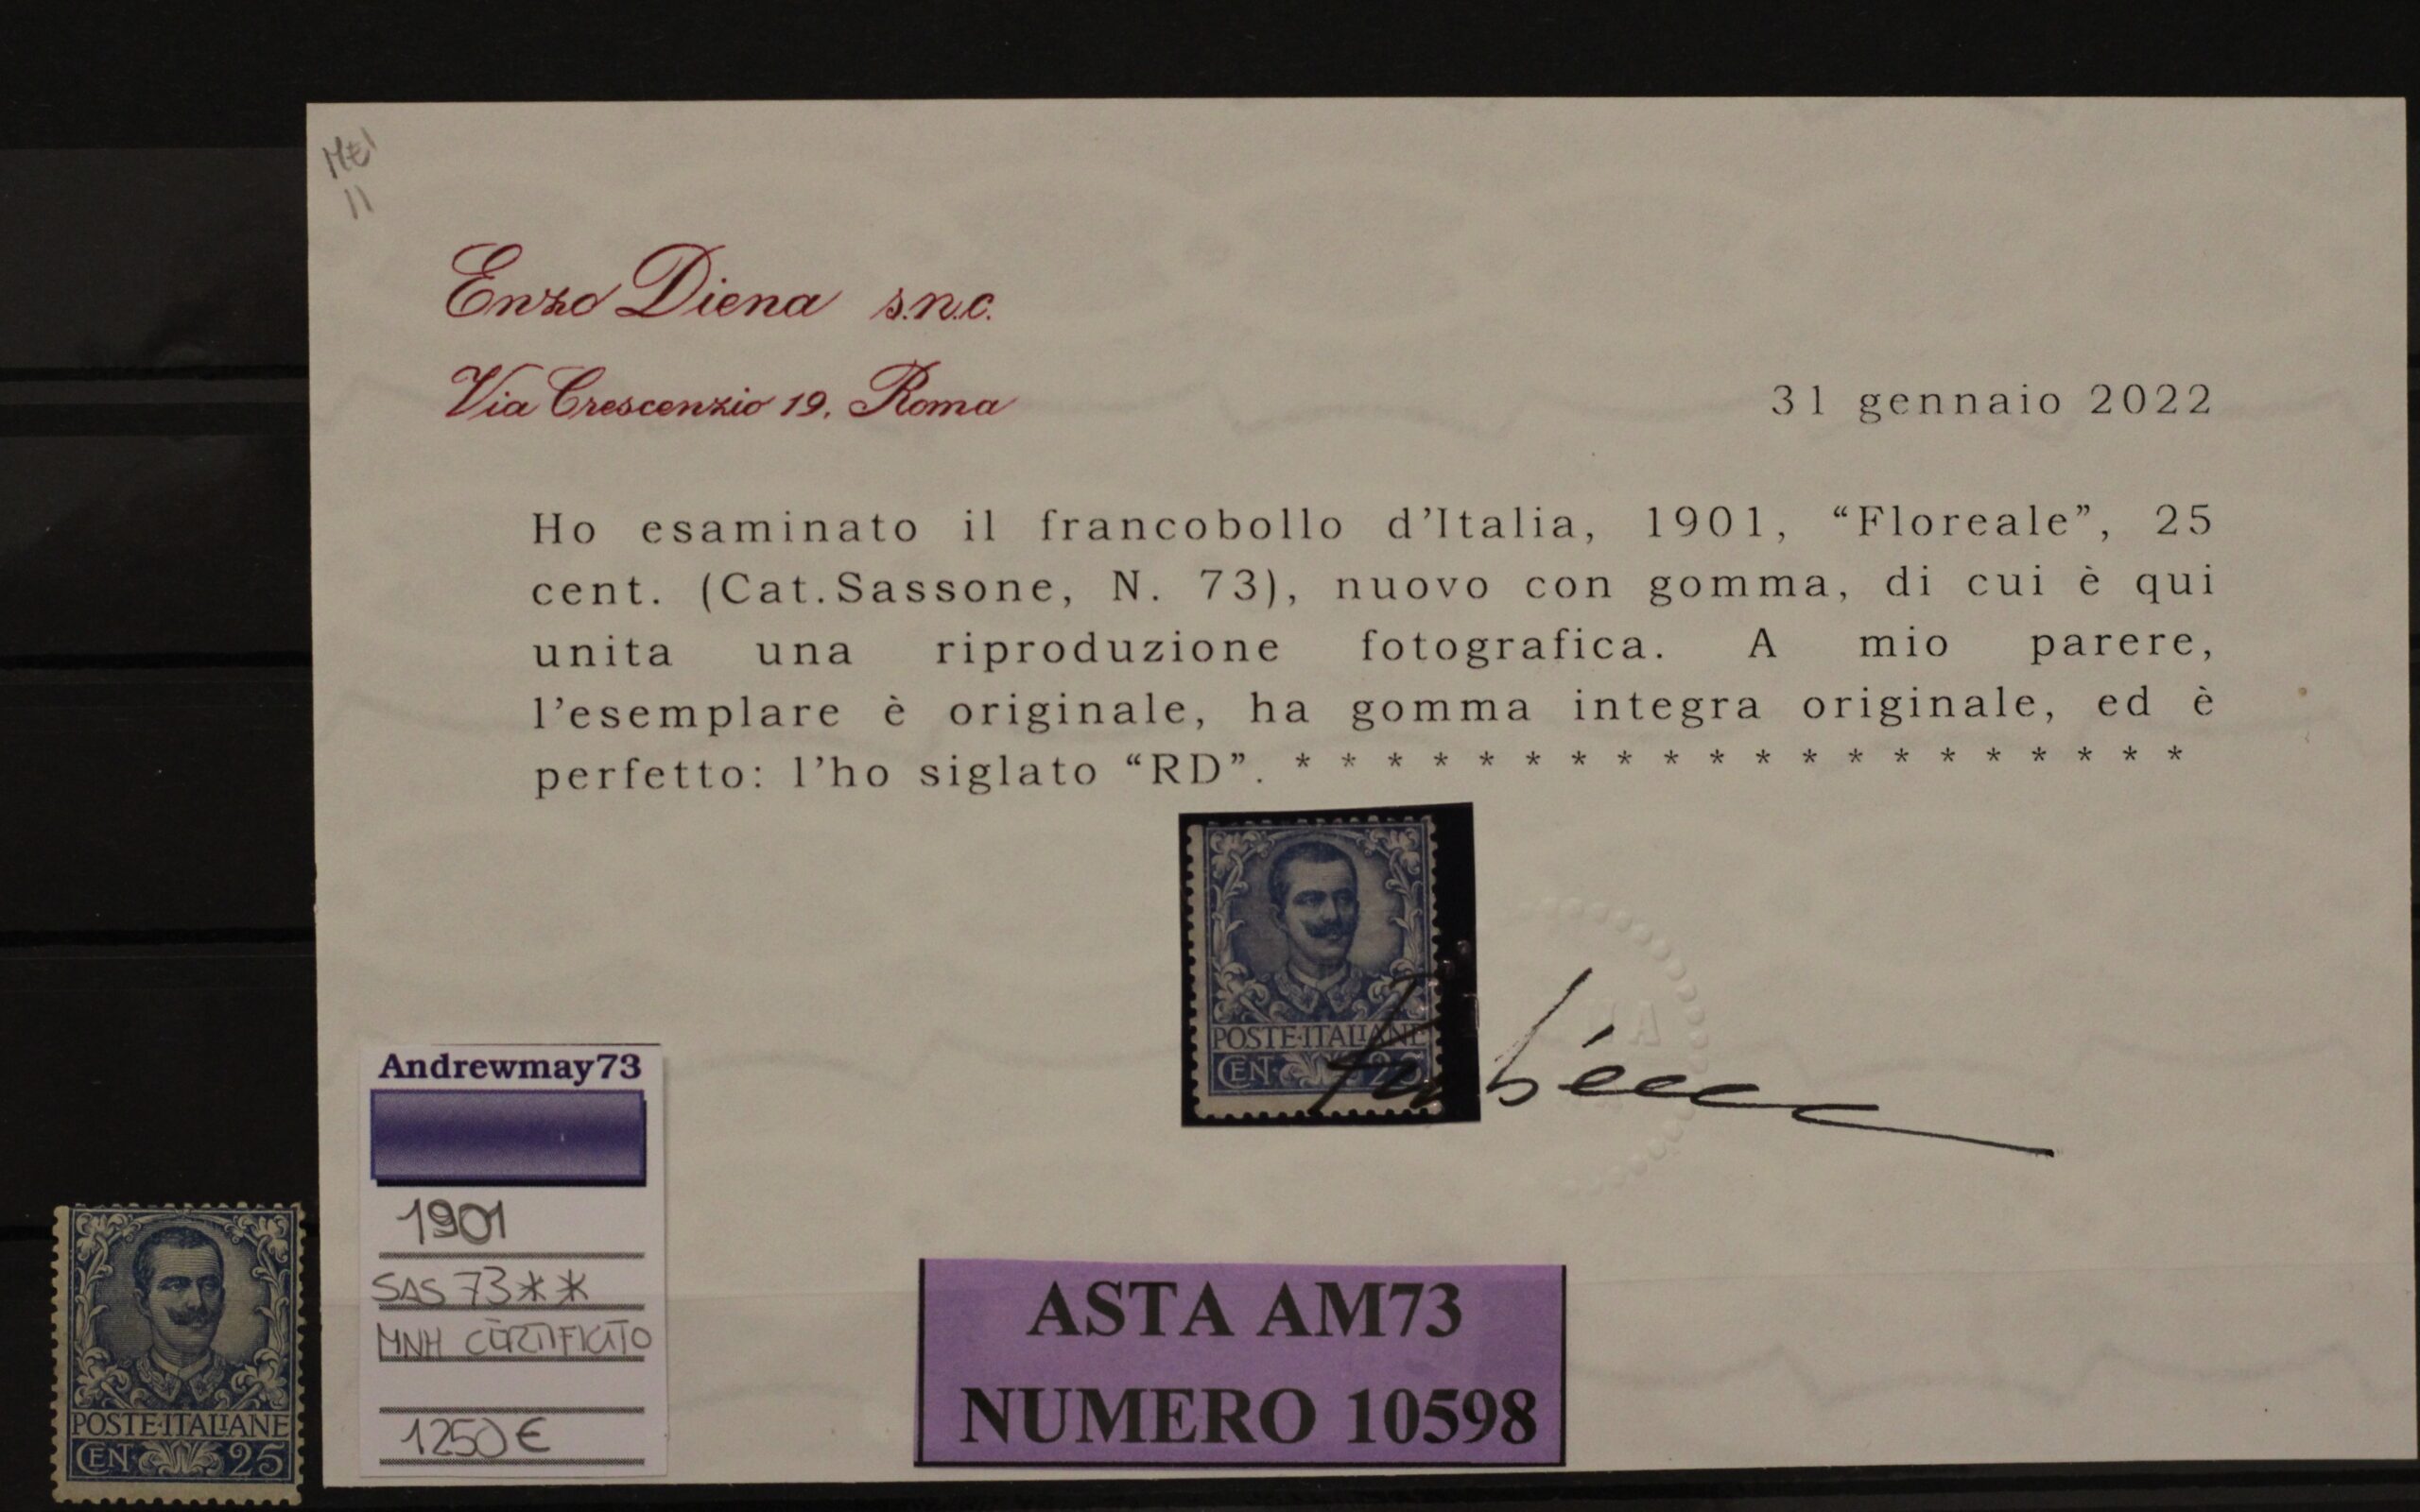 Enzo Diena s.n.c.
Via Crescenzio 19, Roma
31 gennaio 2022
Ho esaminato il francobollo d’Italia, 1901, “Floreale”, 25
cent. (Cat.Sassone, N. 73), nuovo con gomma, di cui è qui
unita una riproduzione fotografica. A mio parere,
l’esemplare è originale, ha gomma integra originale, ed è
perfetto: l’ho siglato “RD”. * * * * * * * * * * * * * * * * * * * *
POSTE·ITALIANE
CEN· 25
Andrewmay73
1901
SAS 73**
MNH CERTIFICATO
1250€
ASTA AM73
NUMERO 10598
POSTE·ITALIANE
CEN· 25